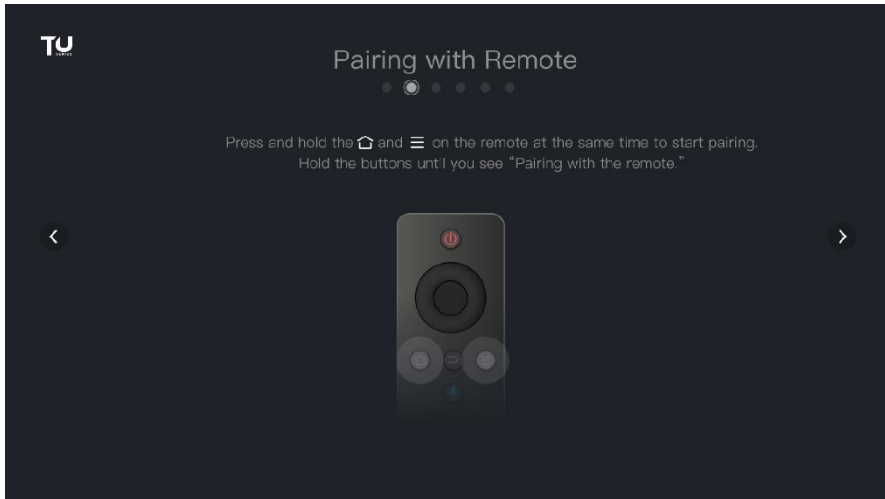 TU
SERIES
Pairing with Remote
Press and hold the and on the remote at the same time to start pairing.
Hold the buttons until you see “Pairing with the remote.”